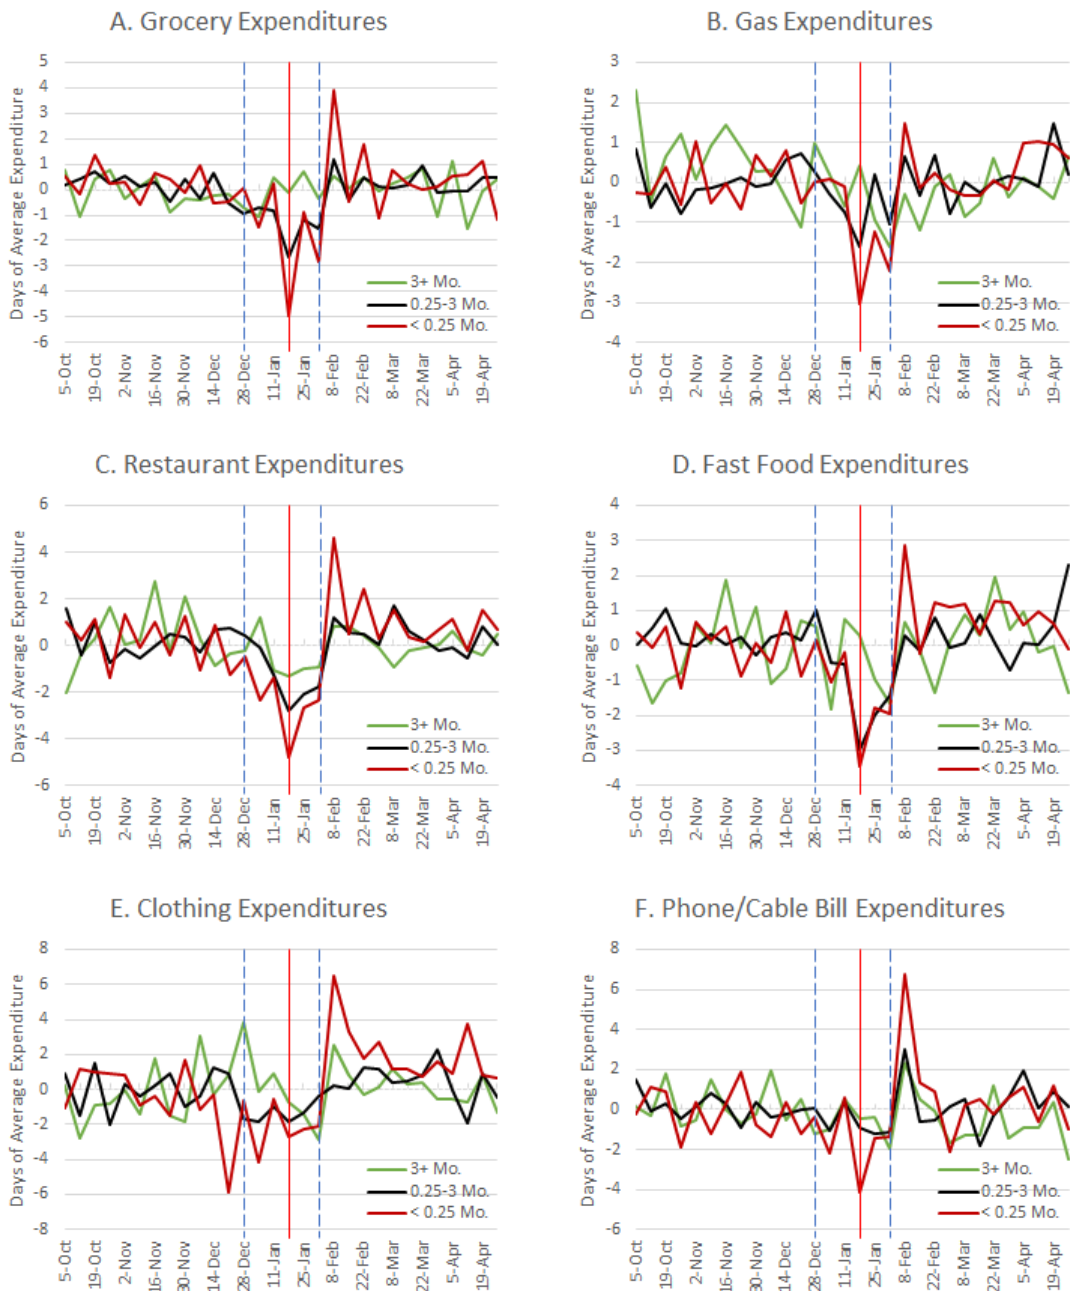 A. Grocery Expenditures
Days of Average Expenditure
5
4
3
2
1
0
-1
-2
-3
-4
-5
-6
3+ Mo.
0.25-3 Mo.
< 0.25 Mo.
5-Oct
19-Oct
2-Nov
16-Nov
30-Nov
14-Dec
28-Dec
11-Jan
25-Jan
8-Feb
22-Feb
8-Mar
22-Mar
5-Apr
19-Apr
B. Gas Expenditures
Days of Average Expenditure
3
2
1
0
-1
-2
-3
-4
3+ Mo.
0.25-3 Mo.
< 0.25 Mo.
5-Oct
19-Oct
2-Nov
16-Nov
30-Nov
14-Dec
28-Dec
11-Jan
25-Jan
8-Feb
22-Feb
8-Mar
22-Mar
5-Apr
19-Apr
C. Restaurant Expenditures
Days of Average Expenditure
6
4
2
0
-2
-4
-6
3+ Mo.
0.25-3 Mo.
< 0.25 Mo.
5-Oct
19-Oct
2-Nov
16-Nov
30-Nov
14-Dec
28-Dec
11-Jan
25-Jan
8-Feb
22-Feb
8-Mar
22-Mar
5-Apr
19-Apr
D. Fast Food Expenditures
Days of Average Expenditure
4
3
2
1
0
-1
-2
-3
-4
3+ Mo.
0.25-3 Mo.
< 0.25 Mo.
5-Oct
19-Oct
2-Nov
16-Nov
30-Nov
14-Dec
28-Dec
11-Jan
25-Jan
8-Feb
22-Feb
8-Mar
22-Mar
5-Apr
19-Apr
E. Clothing Expenditures
Days of Average Expenditure
8
6
4
2
0
-2
-4
-6
-8
3+ Mo.
0.25-3 Mo.
< 0.25 Mo.
5-Oct
19-Oct
2-Nov
16-Nov
30-Nov
14-Dec
28-Dec
11-Jan
25-Jan
8-Feb
22-Feb
8-Mar
22-Mar
5-Apr
19-Apr
F. Phone/Cable Bill Expenditures
Days of Average Expenditure
8
6
4
2
0
-2
-4
-6
3+ Mo.
0.25-3 Mo.
< 0.25 Mo.
5-Oct
19-Oct
2-Nov
16-Nov
30-Nov
14-Dec
28-Dec
11-Jan
25-Jan
8-Feb
22-Feb
8-Mar
22-Mar
5-Apr
19-Apr